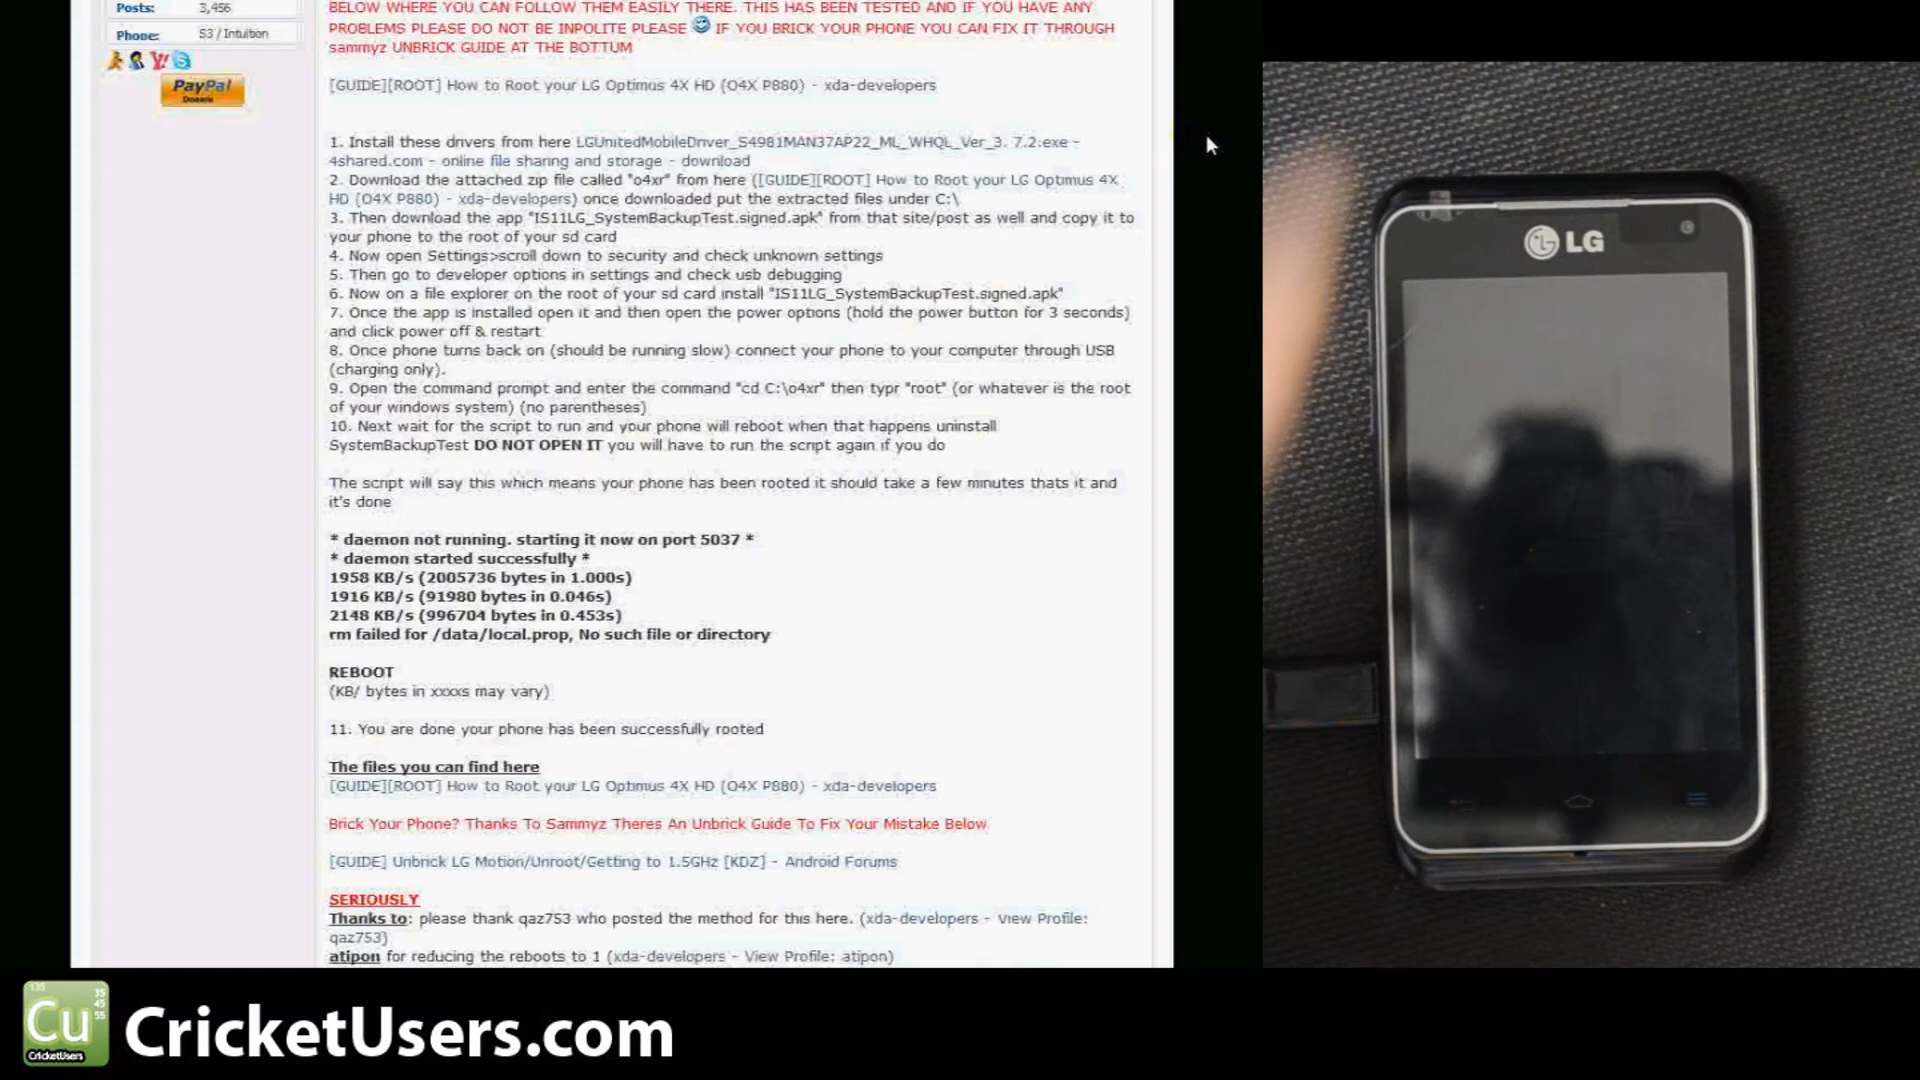 Posts: 3,456
BELOW WHERE YOU CAN FOLLOW THEM EASILY THERE. THIS HAS BEEN TESTED AND IF YOU HAVE ANY
Phone: S3 / Intuition
PROBLEMS PLEASE DO NOT BE INPOLITE PLEASE IF YOU BRICK YOUR PHONE YOU CAN FIX IT THROUGH
sammyz UNBRICK GUIDE AT THE BOTTUM
PayPal
Donate
[GUIDE][ROOT] How to Root your LG Optimus 4X HD (O4X P880) - xda-developers
1. Install these drivers from here LGUnitedMobileDriver_S4981MAN37AP22_ML_WHQL_Ver_3. 7.2.exe -
4shared.com - online file sharing and storage - download
2. Download the attached zip file called "o4xr" from here ([GUIDE][ROOT] How to Root your LG Optimus 4X
HD (O4X P880) - xda-developers) once downloaded put the extracted files under C:\
3. Then download the app "IS11LG_SystemBackupTest.signed.apk" from that site/post as well and copy it to
your phone to the root of your sd card
4. Now open Settings>scroll down to security and check unknown settings
5. Then go to developer options in settings and check usb debugging
6. Now on a file explorer on the root of your sd card install "IS11LG_SystemBackupTest.signed.apk"
7. Once the app is installed open it and then open the power options (hold the power button for 3 seconds)
and click power off & restart
8. Once phone turns back on (should be running slow) connect your phone to your computer through USB
(charging only).
9. Open the command prompt and enter the command "cd C:\o4xr" then typr "root" (or whatever is the root
of your windows system) (no parentheses)
10. Next wait for the script to run and your phone will reboot when that happens uninstall
SystemBackupTest DO NOT OPEN IT you will have to run the script again if you do
The script will say this which means your phone has been rooted it should take a few minutes thats it and
it's done
* daemon not running. starting it now on port 5037 *
* daemon started successfully *
1958 KB/s (2005736 bytes in 1.000s)
1916 KB/s (91980 bytes in 0.046s)
2148 KB/s (996704 bytes in 0.453s)
rm failed for /data/local.prop, No such file or directory
REBOOT
(KB/ bytes in xxxxs may vary)
11. You are done your phone has been successfully rooted
The files you can find here
[GUIDE][ROOT] How to Root your LG Optimus 4X HD (O4X P880) - xda-developers
Brick Your Phone? Thanks To Sammyz Theres An Unbrick Guide To Fix Your Mistake Below
[GUIDE] Unbrick LG Motion/Unroot/Getting to 1.5GHz [KDZ] - Android Forums
SERIOUSLY
Thanks to: please thank qaz753 who posted the method for this here. (xda-developers - View Profile:
qaz753)
atipon for reducing the reboots to 1 (xda-developers - View Profile: atipon)
LG
135
35
45
55
Cu
CricketUsers
CricketUsers.com